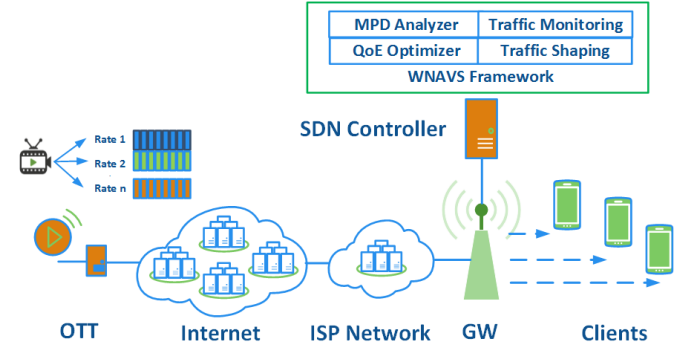 MPD Analyzer Traffic Monitoring
QoE Optimizer Traffic Shaping
WNAVS Framework
SDN Controller
Rate 1
Rate 2
Rate n
OTT Internet ISP Network GW Clients